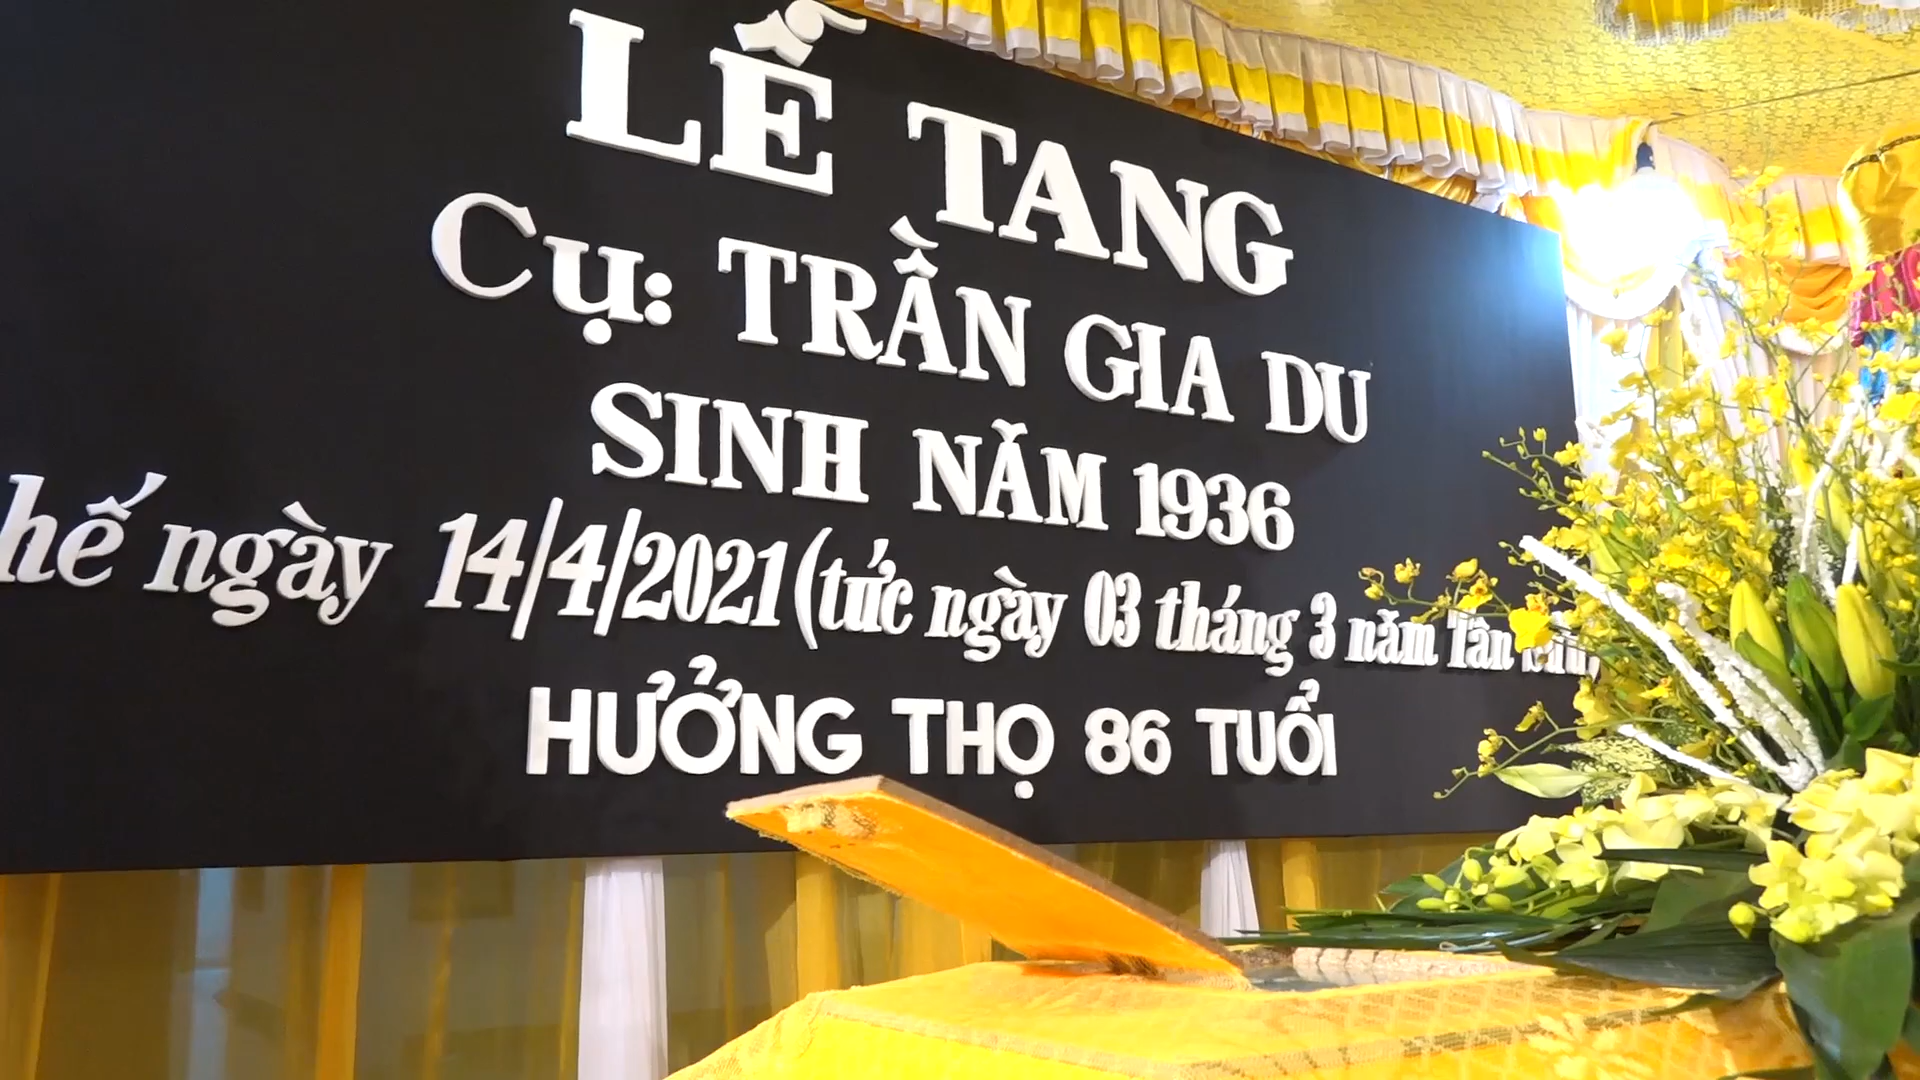 LỄ TANG
Cụ: TRẦN GIA DU
SINH NĂM 1936
hế ngày 14/4/2021 (tức ngày 03 tháng 3 năm Tân
HƯỞNG THỌ 86 TUỔI